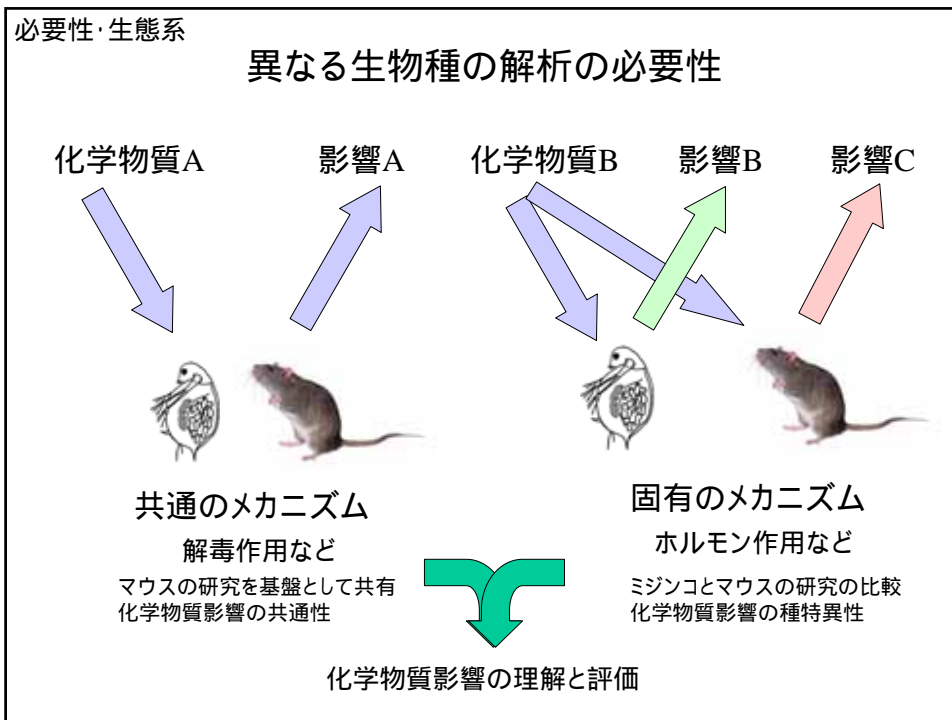 必要性・生態系
異なる生物種の解析の必要性
化学物質A 影響A 化学物質B 影響B 影響C
共通のメカニズム
解毒作用など
マウスの研究を基盤として共有
化学物質影響の共通性
固有のメカニズム
ホルモン作用など
ミジンコとマウスの研究の比較
化学物質影響の種特異性
化学物質影響の理解と評価